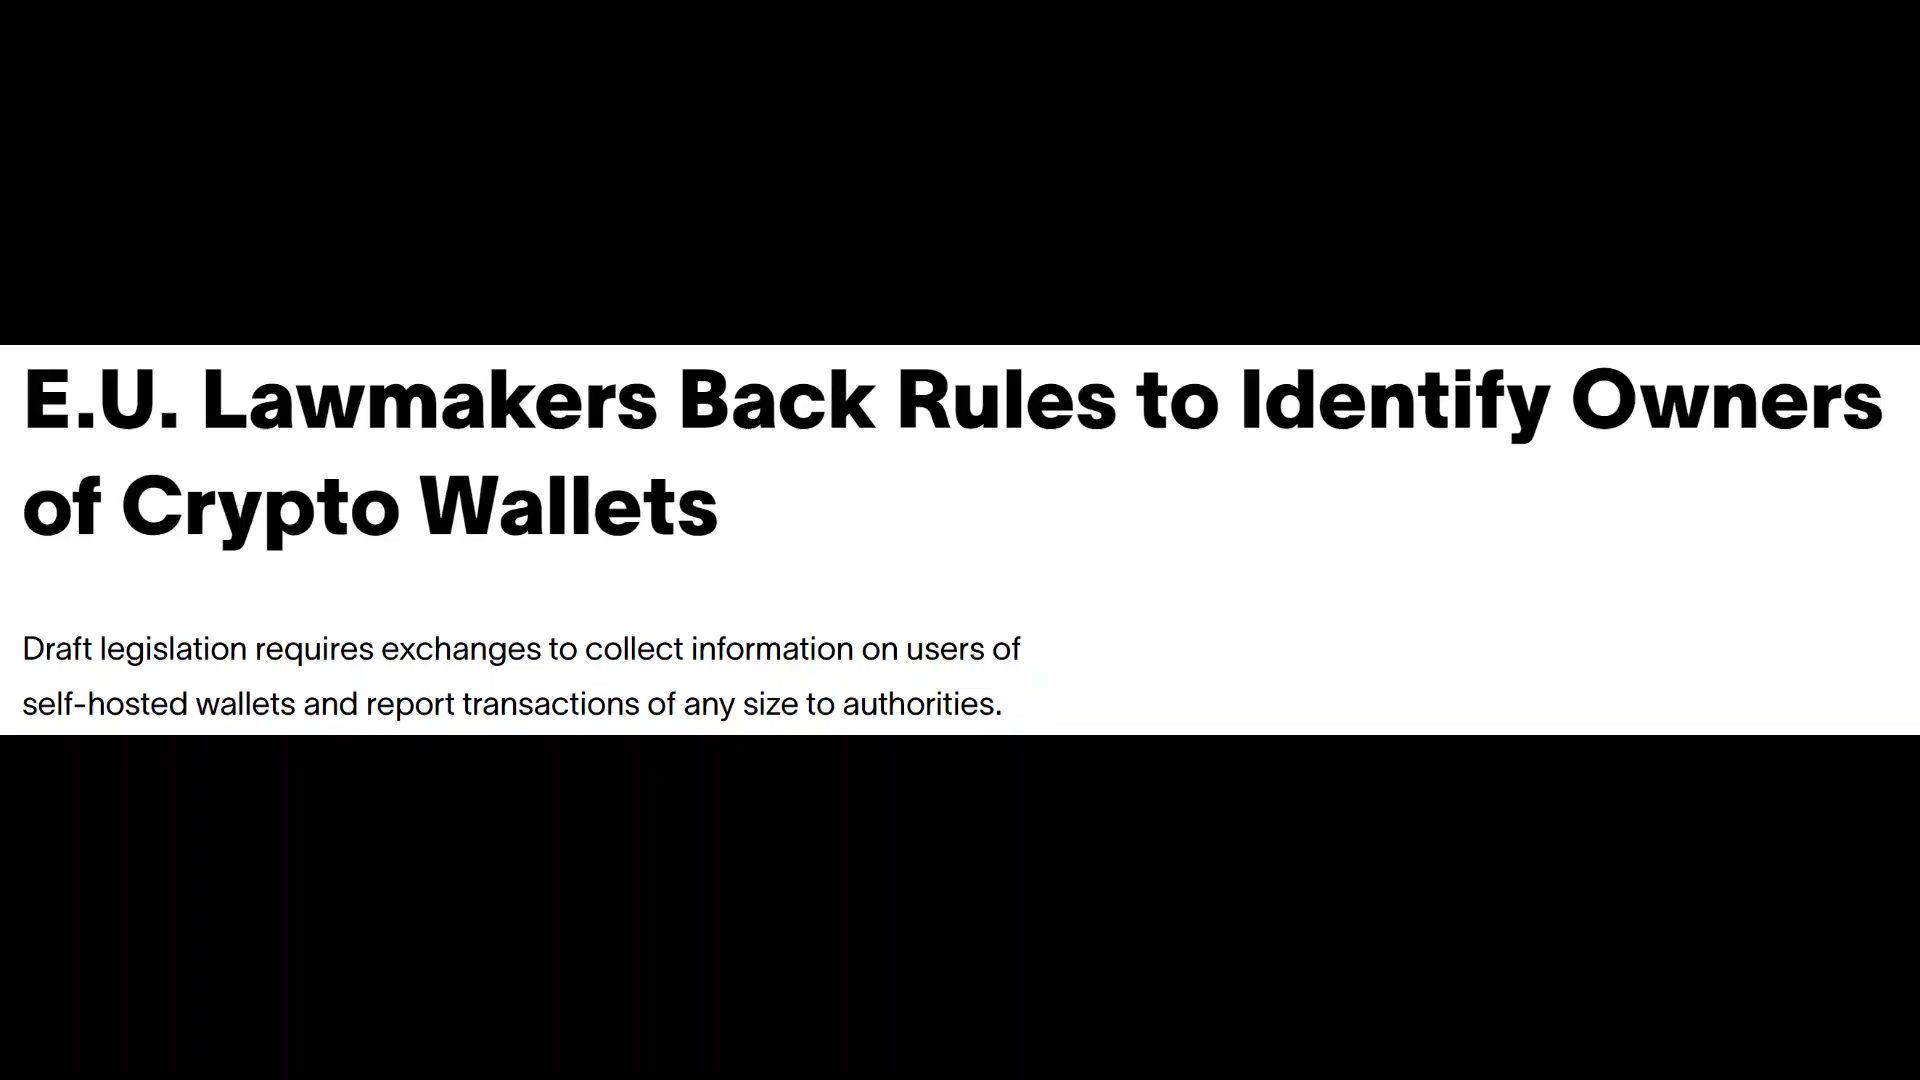 E.U. Lawmakers Back Rules to Identify Owners
of Crypto Wallets
Draft legislation requires exchanges to collect information on users of
self-hosted wallets and report transactions of any size to authorities.